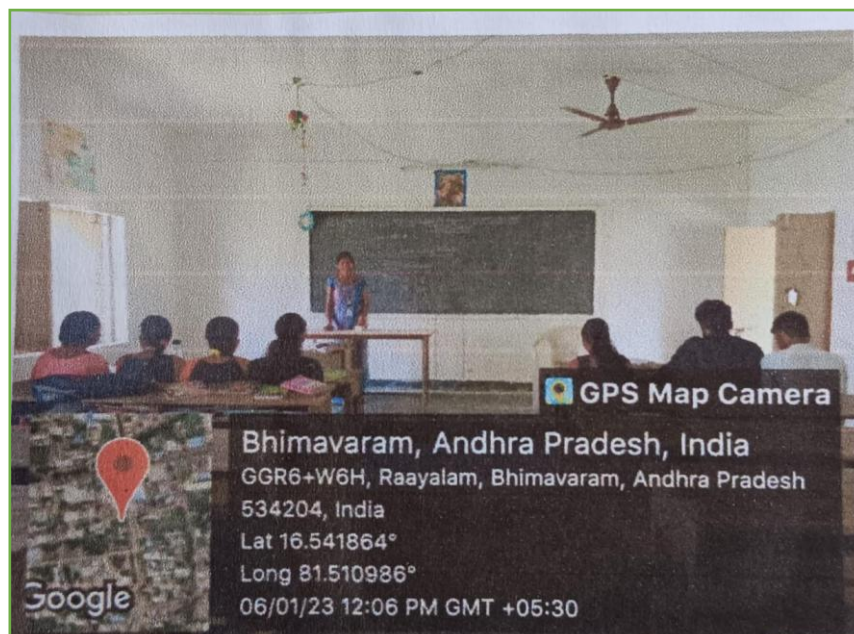 GPS Map Camera
Bhimavaram, Andhra Pradesh, India
GGR6+W6H, Raayalam, Bhimavaram, Andhra Pradesh
534204, India
Lat 16.541864°
Long 81.510986°
06/01/23 12:06 PM GMT +05:30
Google